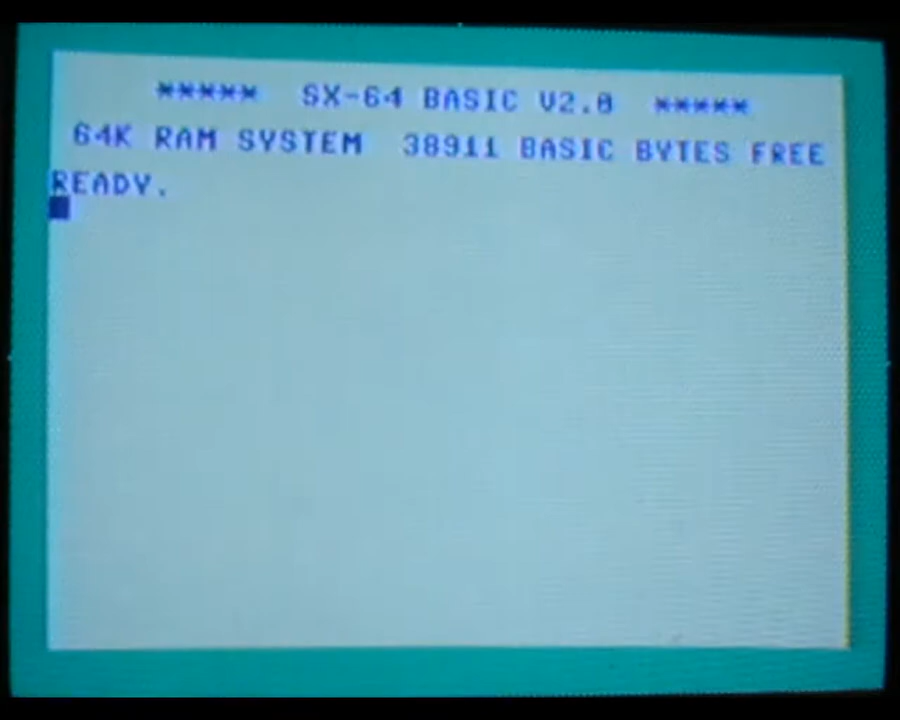 ***** SX-64 BASIC V2.0 *****
64K RAM SYSTEM 38911 BASIC BYTES FREE
READY.